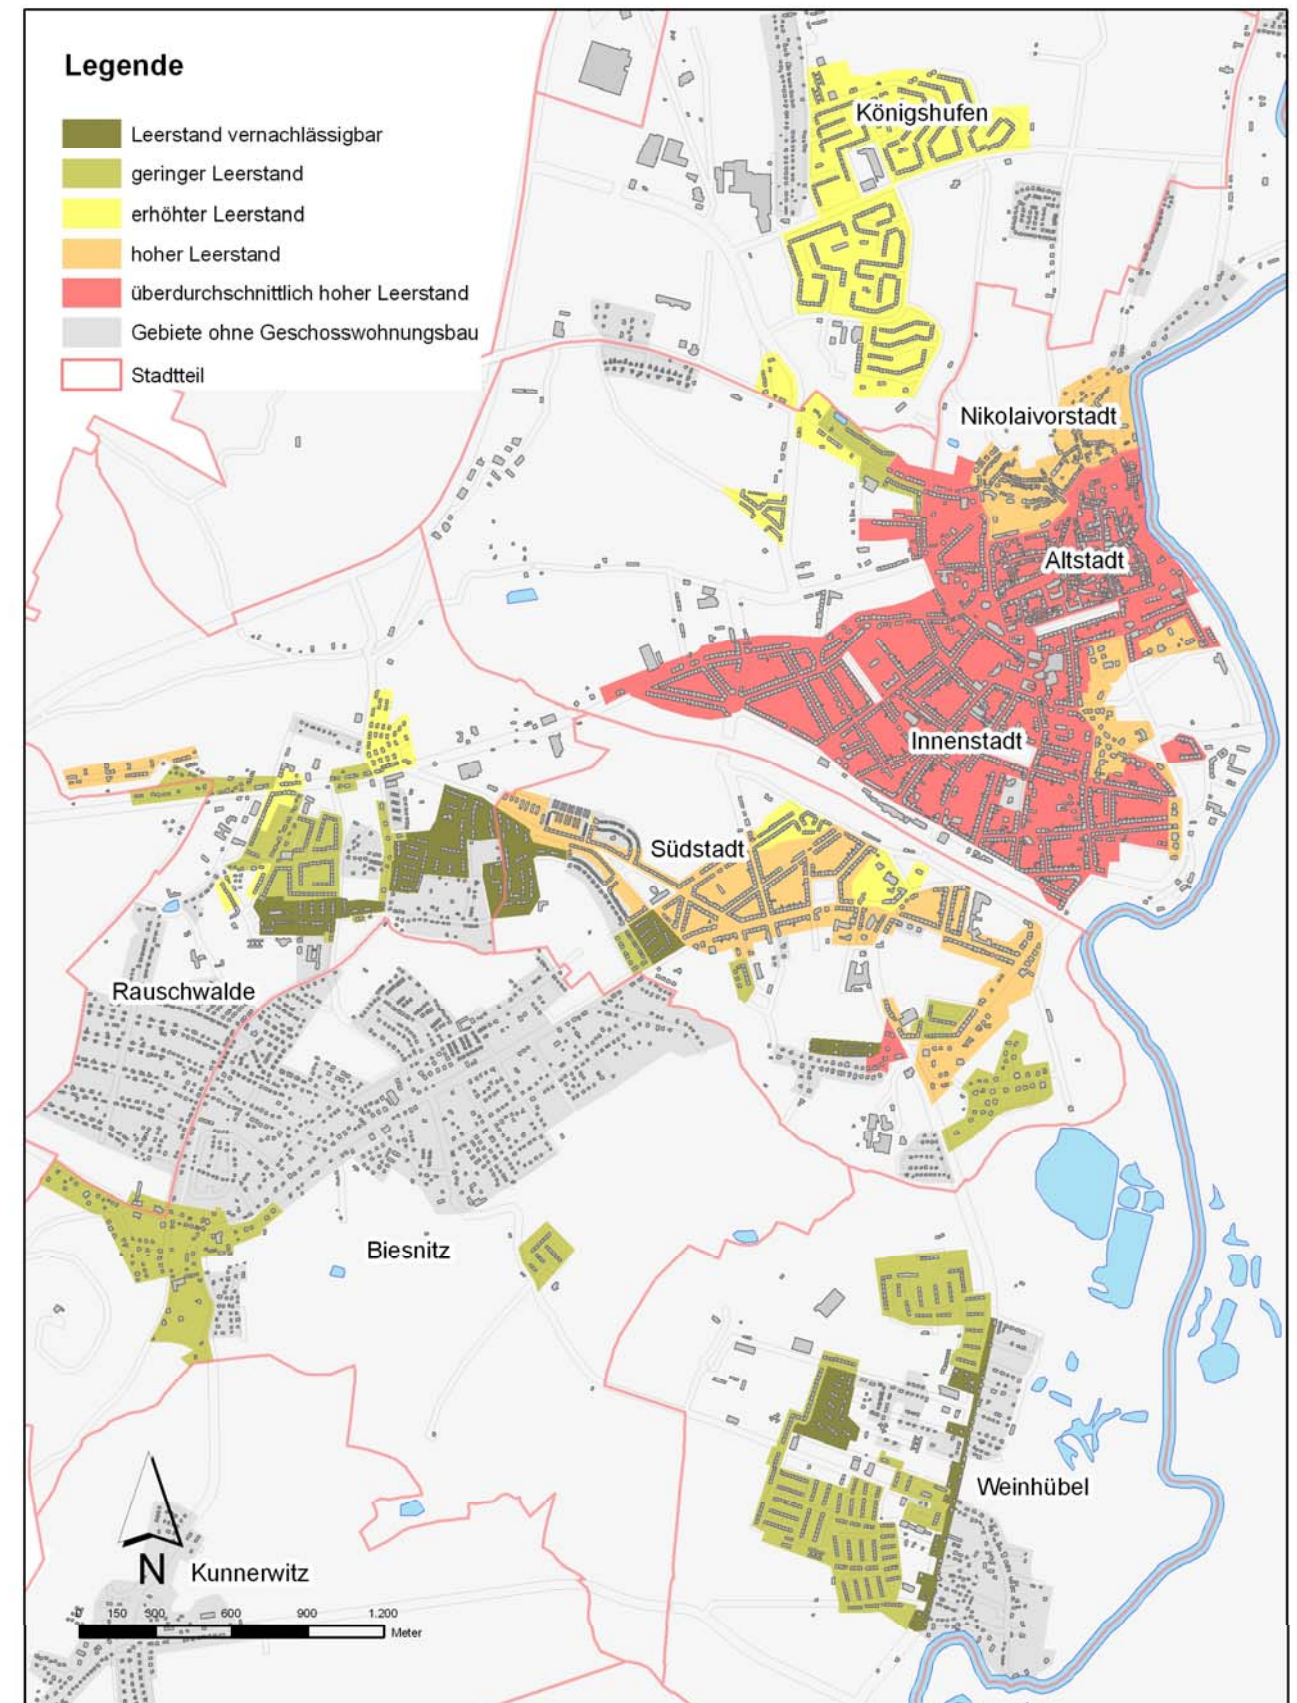 Legende
Leerstand vernachlässigbar
geringer Leerstand
erhöhter Leerstand
hoher Leerstand
überdurchschnittlich hoher Leerstand
Gebiete ohne Geschosswohnungsbau
Stadtteil
Königshufen
Nikolaivorstadt
Altstadt
Innenstadt
Südstadt
Rauschwalde
Biesnitz
Weinhübel
N
Kunnerwitz
0 150 300 600 900 1.200
Meter